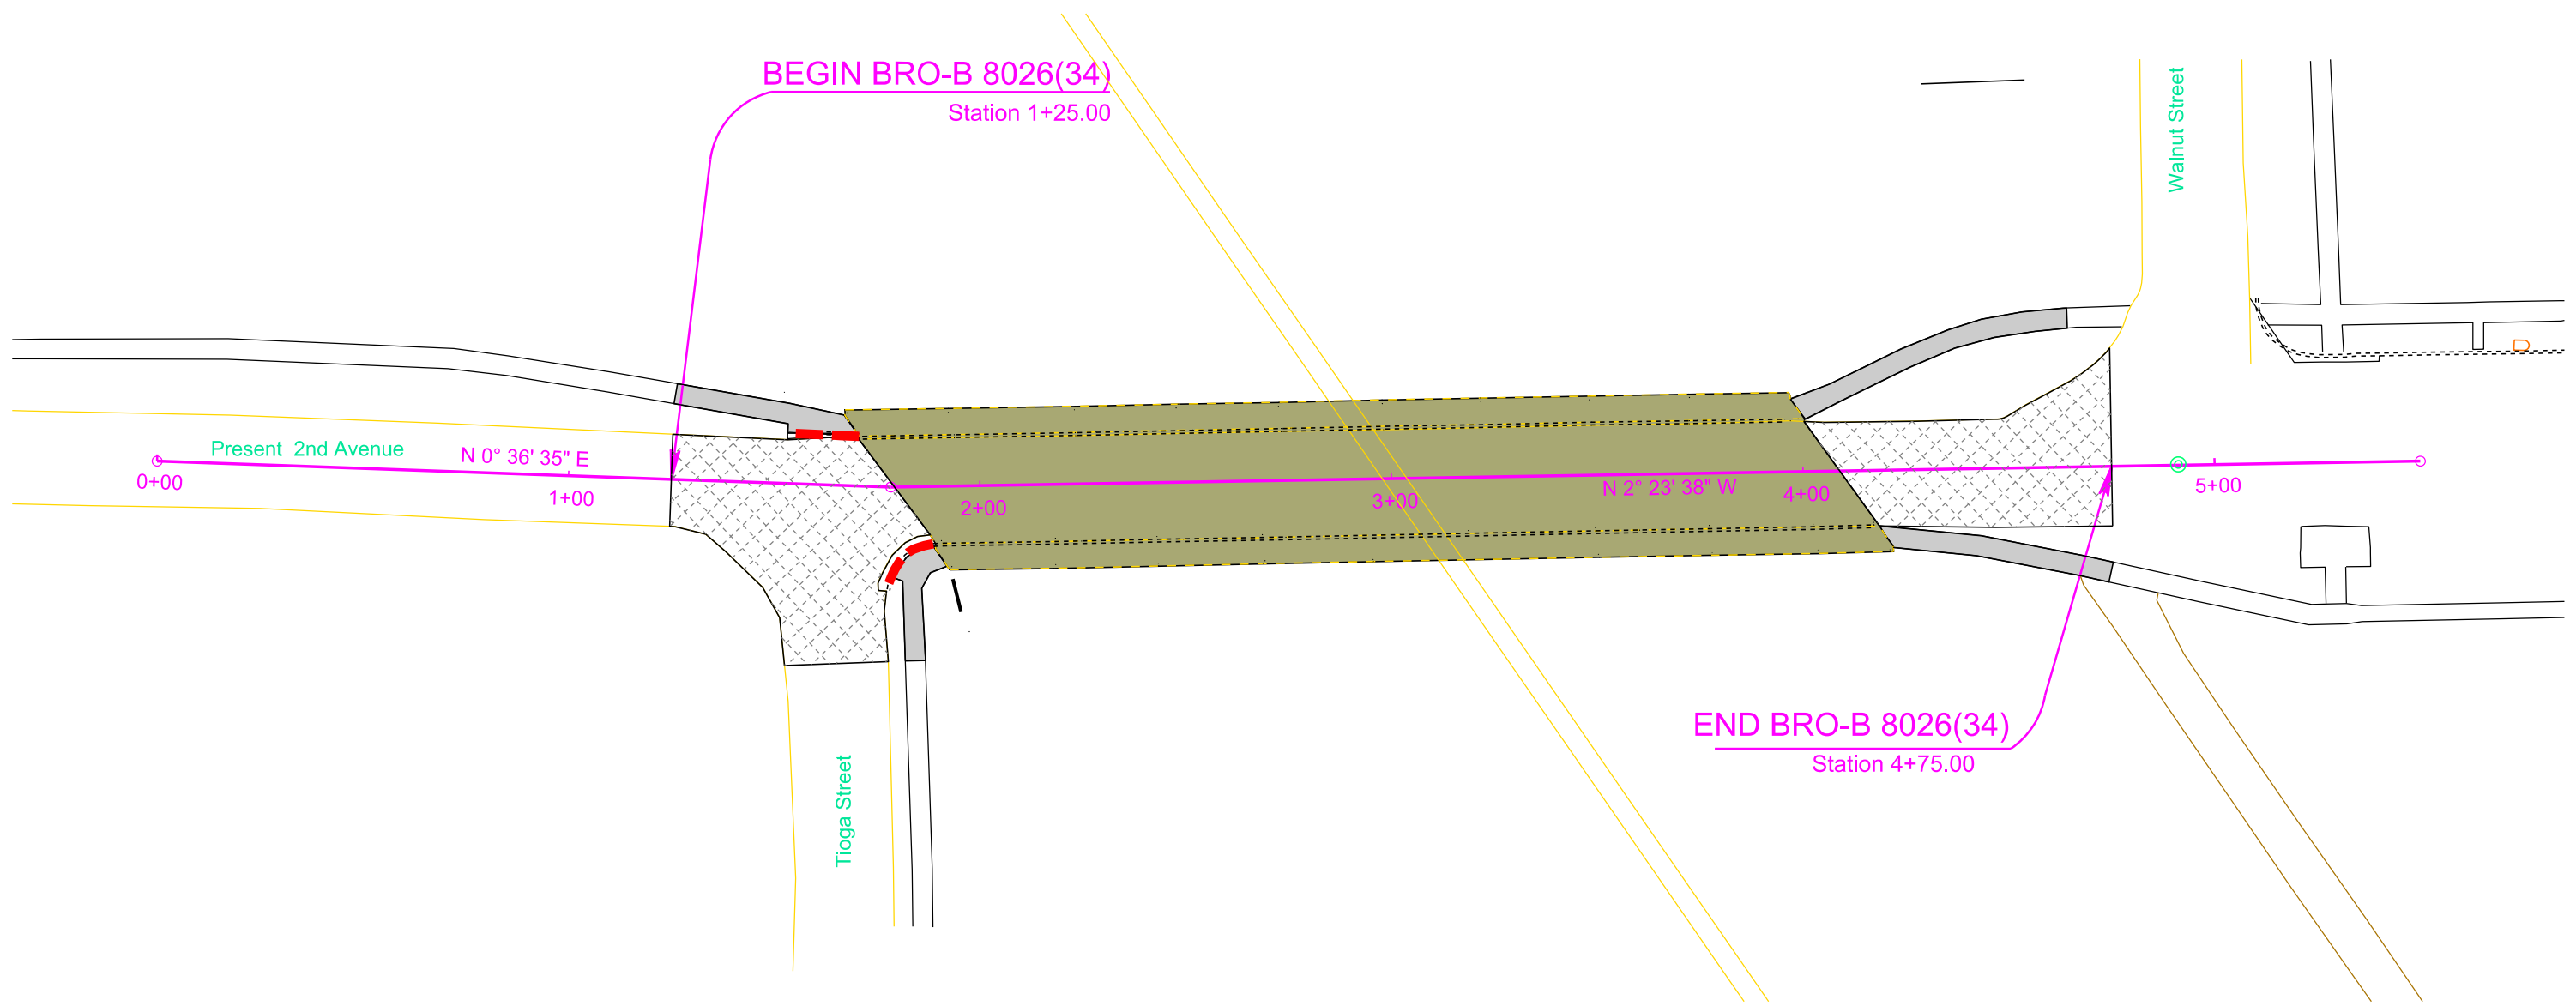 BEGIN BRO-B 8026(34)
Station 1+25.00
Walnut Street
Present 2nd Avenue
N 0° 36' 35" E
0+00
1+00
2+00
3+00
N 2° 23' 38" W
4+00
5+00
D
END BRO-B 8026(34)
Station 4+75.00
Tioga Street